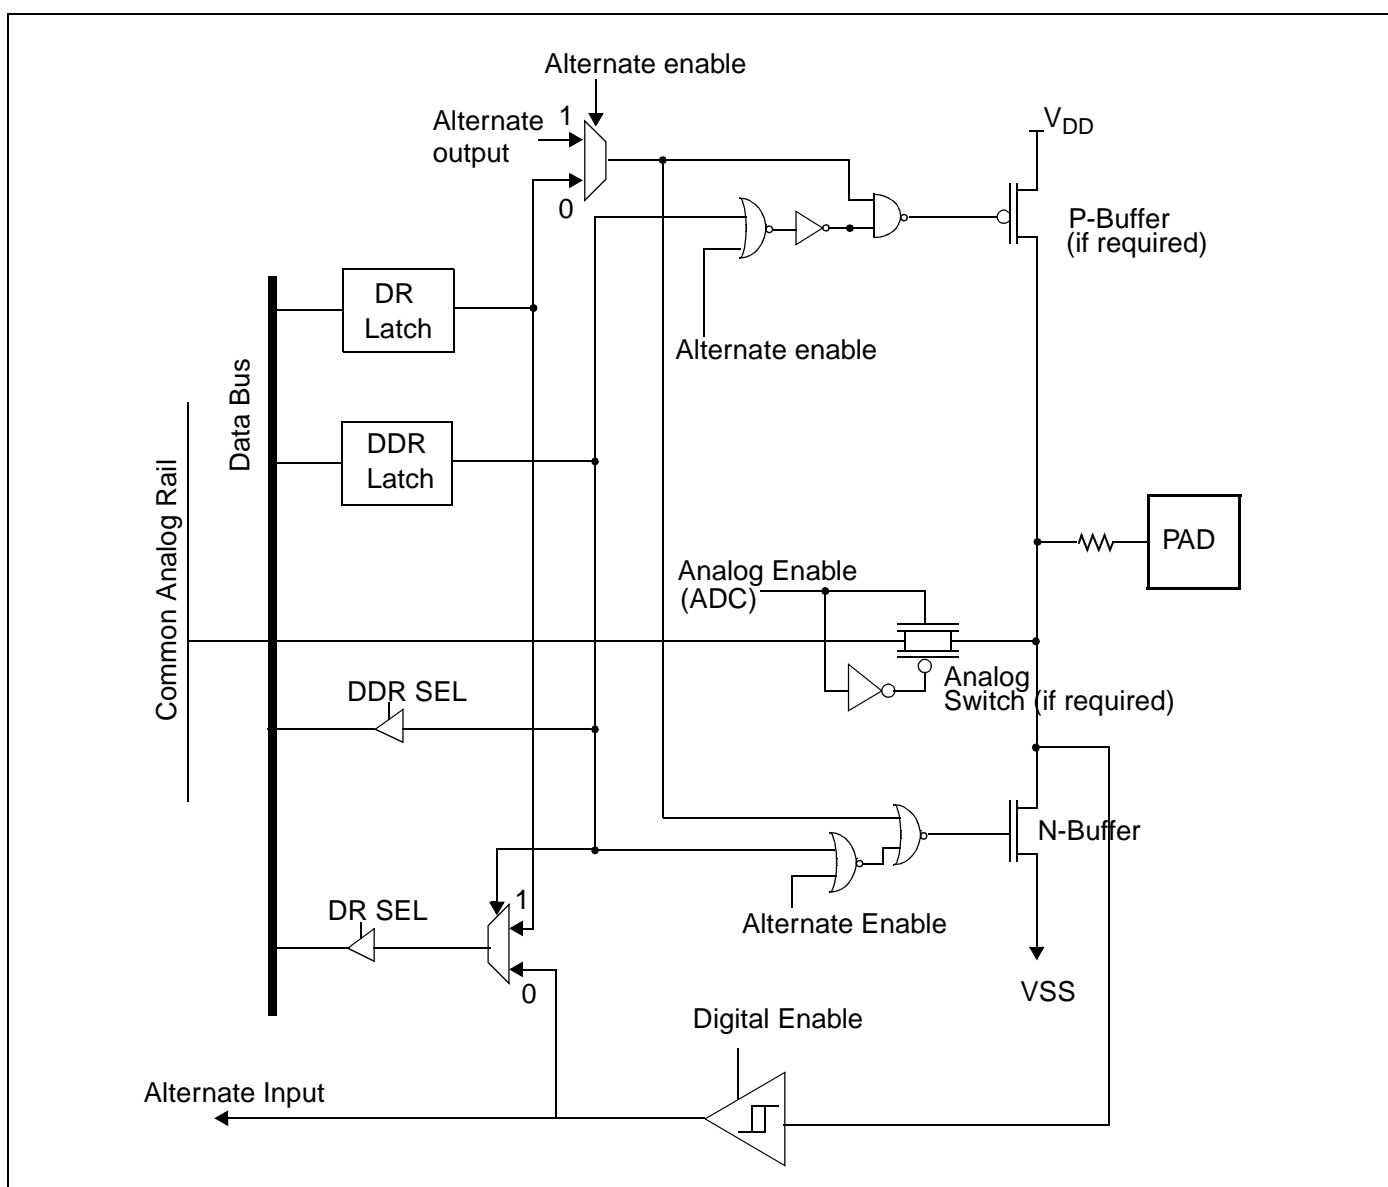 Alternate enable
1
Alternate
output
0
VDD
P-Buffer
(if required)
DR
Latch
Alternate enable
Data Bus
DDR
Latch
Common Analog Rail
PAD
Analog Enable
(ADC)
Analog
Switch (if required)
DDR SEL
N-Buffer
DR SEL
1
Alternate Enable
0
VSS
Digital Enable
Alternate Input